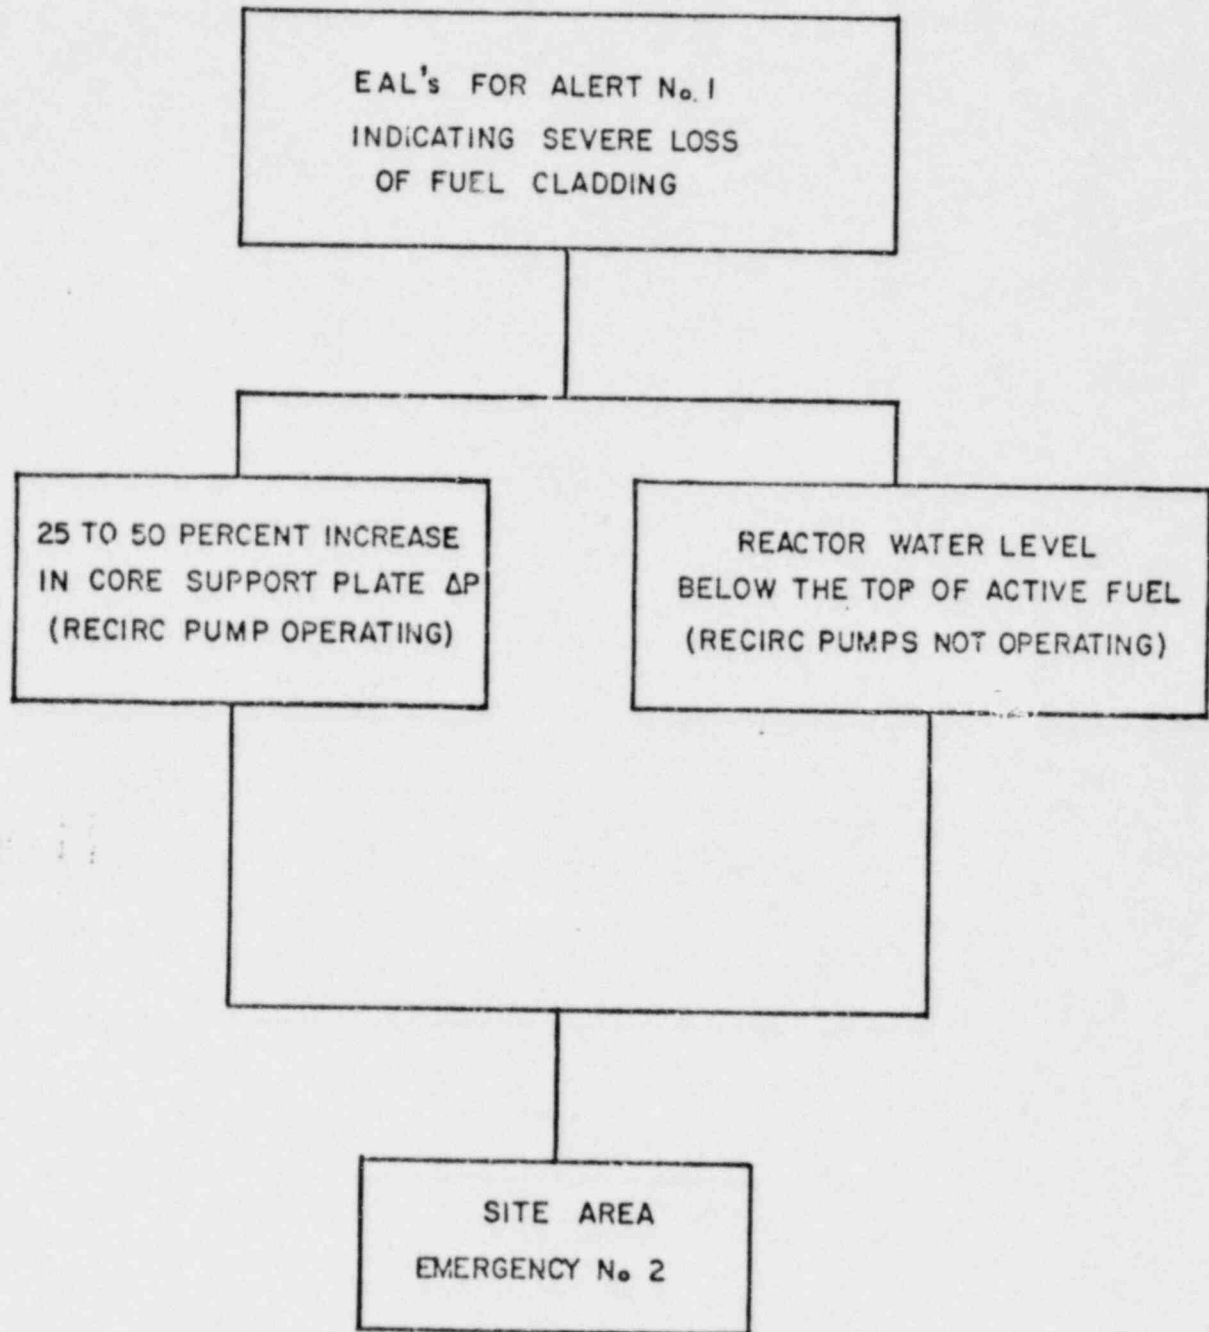 EAL's FOR ALERT No. 1
INDICATING SEVERE LOSS
OF FUEL CLADDING
25 TO 50 PERCENT INCREASE
IN CORE SUPPORT PLATE ΔP
(RECIRC PUMP OPERATING)
REACTOR WATER LEVEL
BELOW THE TOP OF ACTIVE FUEL
(RECIRC PUMPS NOT OPERATING)
SITE AREA
EMERGENCY No 2